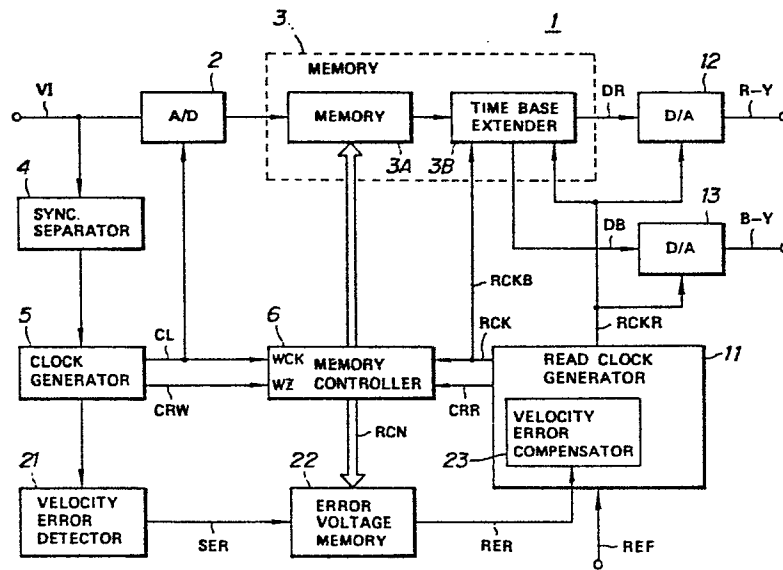 1
3
MEMORY
VI
2
A/D
MEMORY
3A
TIME BASE
EXTENDER
3B
DR
12
D/A
R-Y
4
SYNC.
SEPARATOR
DB
13
D/A
B-Y
RCKB
RCKR
5
CLOCK
GENERATOR
CL
CRW
6
WCK
WZ
MEMORY
CONTROLLER
RCK
CRR
READ CLOCK
GENERATOR
11
RCN
VELOCITY
ERROR
COMPENSATOR
23
21
VELOCITY
ERROR
DETECTOR
SER
22
ERROR
VOLTAGE
MEMORY
RER
REF